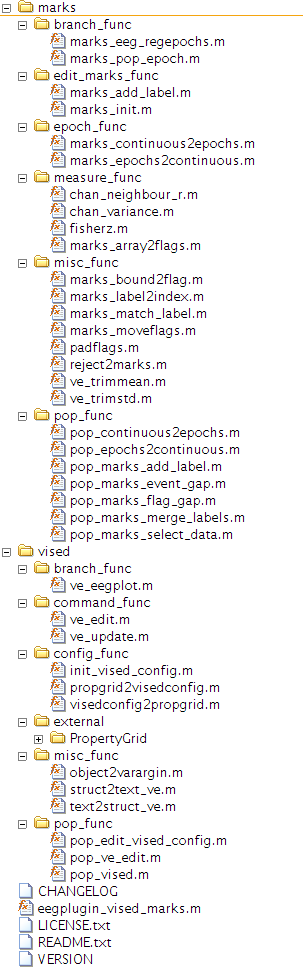 marks
branch_func
marks_eeg_regepochs.m
marks_pop_epoch.m
edit_marks_func
marks_add_label.m
marks_init.m
epoch_func
marks_continuous2epochs.m
marks_epochs2continuous.m
measure_func
chan_neighbour_r.m
chan_variance.m
fisherz.m
marks_array2flags.m
misc_func
marks_bound2flag.m
marks_label2index.m
marks_match_label.m
marks_moveflags.m
padflags.m
reject2marks.m
ve_trimmean.m
ve_trimstd.m
pop_func
pop_continuous2epochs.m
pop_epochs2continuous.m
pop_marks_add_label.m
pop_marks_event_gap.m
pop_marks_flag_gap.m
pop_marks_merge_labels.m
pop_marks_select_data.m
vised
branch_func
ve_eegplot.m
command_func
ve_edit.m
ve_update.m
config_func
init_vised_config.m
propgrid2visedconfig.m
visedconfig2propgrid.m
external
PropertyGrid
misc_func
object2varargin.m
struct2text_ve.m
text2struct_ve.m
pop_func
pop_edit_vised_config.m
pop_ve_edit.m
pop_vised.m
CHANGELOG
eegplugin_vised_marks.m
LICENSE.txt
README.txt
VERSION